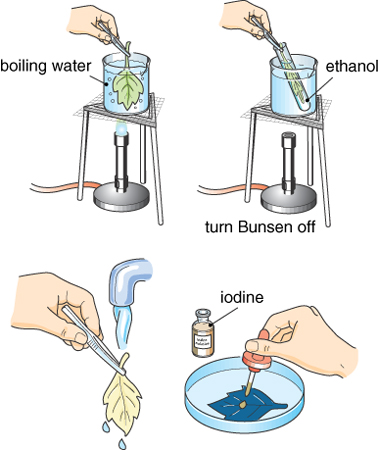 boiling water
ethanol
turn Bunsen off
iodine